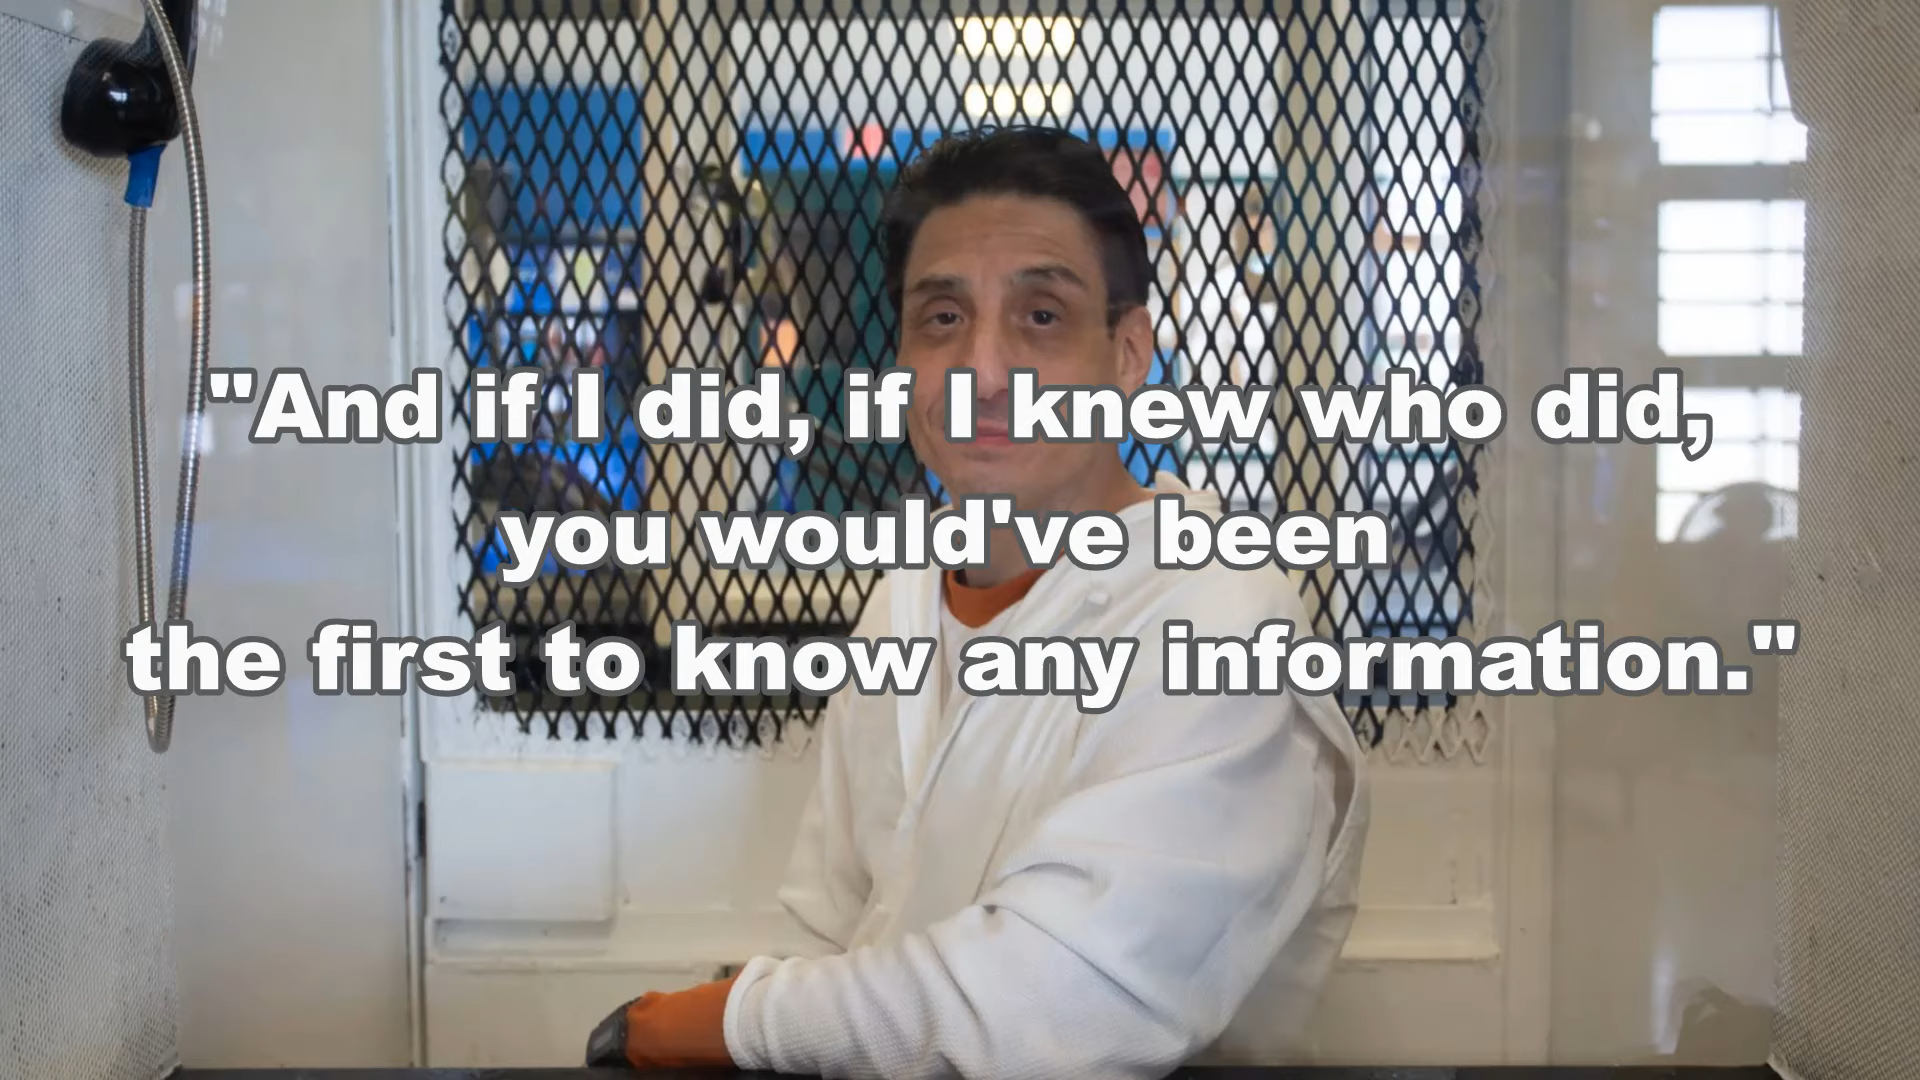 "And if I did, if I knew who did,
you would've been
the first to know any information."